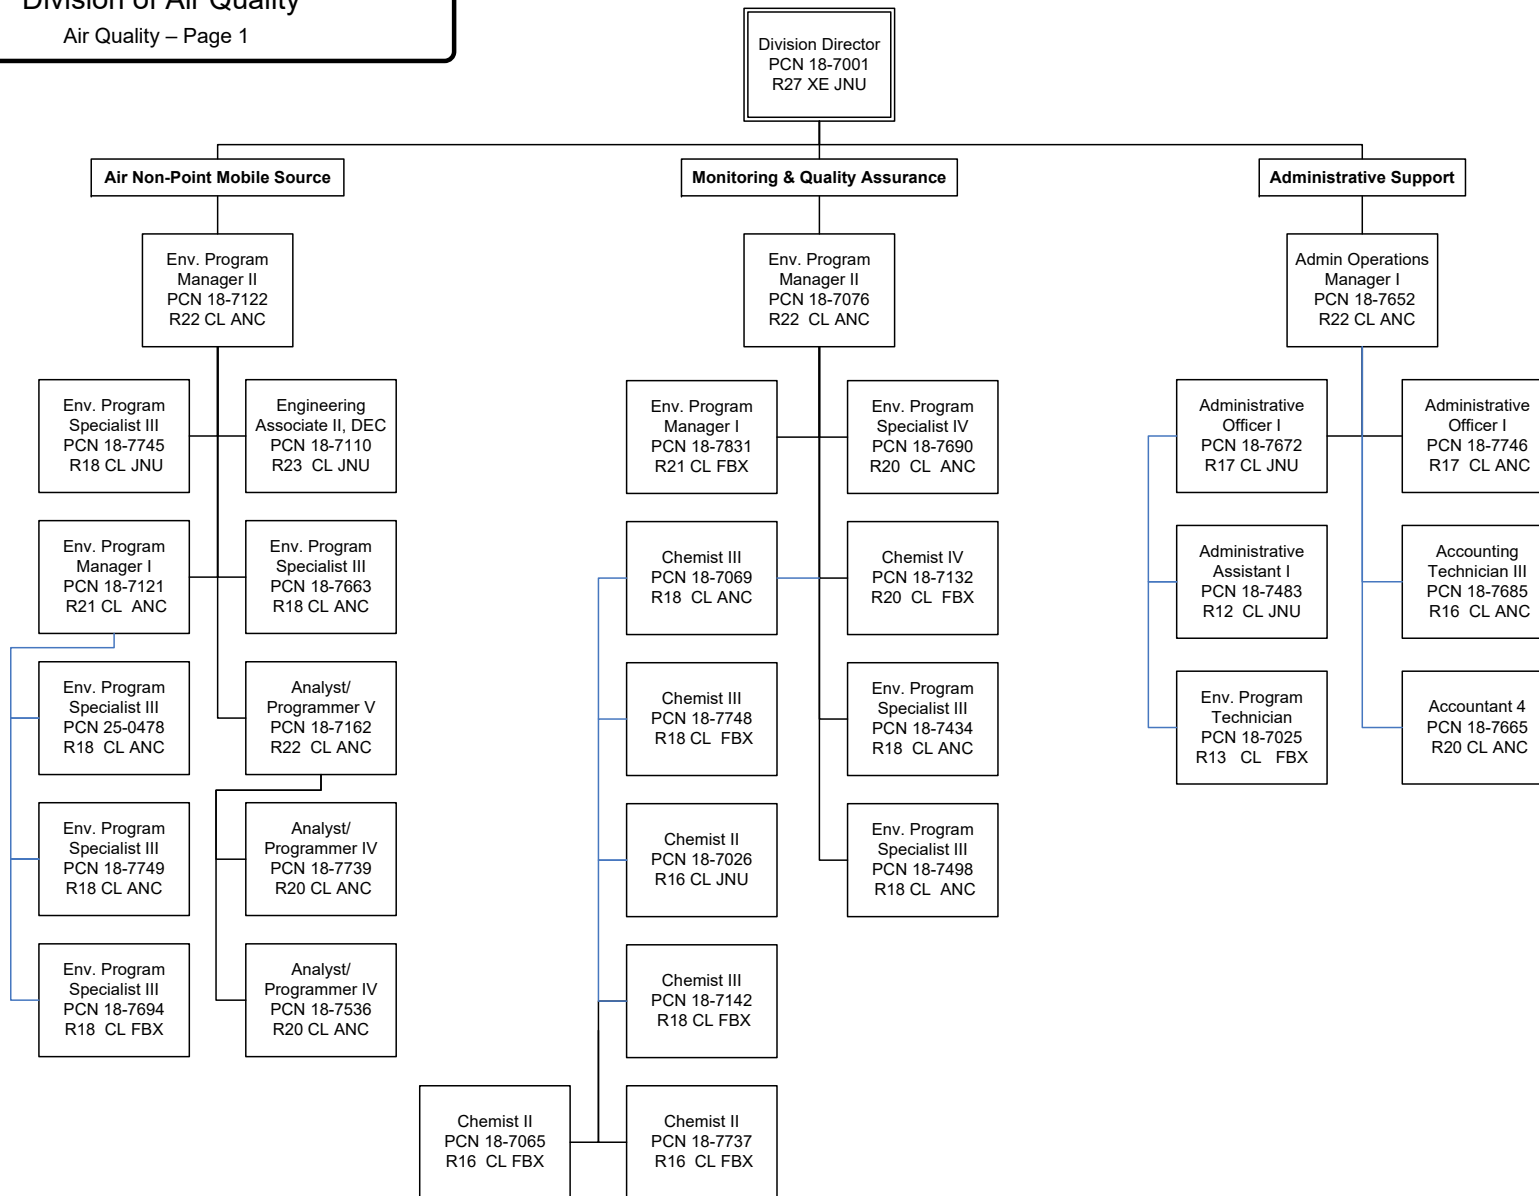 Division of Air Quality
Air Quality – Page 1
Division Director
PCN 18-7001
R27 XE JNU
Air Non-Point Mobile Source
Monitoring & Quality Assurance
Administrative Support
Env. Program
Manager II
PCN 18-7122
R22 CL ANC
Env. Program
Manager II
PCN 18-7076
R22 CL ANC
Admin Operations
Manager I
PCN 18-7652
R22 CL ANC
Env. Program
Specialist III
PCN 18-7745
R18 CL JNU
Engineering
Associate II, DEC
PCN 18-7110
R23 CL JNU
Env. Program
Manager I
PCN 18-7831
R21 CL FBX
Env. Program
Specialist IV
PCN 18-7690
R20 CL ANC
Administrative
Officer I
PCN 18-7672
R17 CL JNU
Administrative
Officer I
PCN 18-7746
R17 CL ANC
Env. Program
Manager I
PCN 18-7121
R21 CL ANC
Env. Program
Specialist III
PCN 18-7663
R18 CL ANC
Chemist III
PCN 18-7069
R18 CL ANC
Chemist IV
PCN 18-7132
R20 CL FBX
Administrative
Assistant I
PCN 18-7483
R12 CL JNU
Accounting
Technician III
PCN 18-7685
R16 CL ANC
Env. Program
Specialist III
PCN 25-0478
R18 CL ANC
Analyst/
Programmer V
PCN 18-7162
R22 CL ANC
Chemist III
PCN 18-7748
R18 CL FBX
Env. Program
Specialist III
PCN 18-7434
R18 CL ANC
Env. Program
Technician
PCN 18-7025
R13 CL FBX
Accountant 4
PCN 18-7665
R20 CL ANC
Env. Program
Specialist III
PCN 18-7749
R18 CL ANC
Analyst/
Programmer IV
PCN 18-7739
R20 CL ANC
Chemist II
PCN 18-7026
R16 CL JNU
Env. Program
Specialist III
PCN 18-7498
R18 CL ANC
Env. Program
Specialist III
PCN 18-7694
R18 CL FBX
Analyst/
Programmer IV
PCN 18-7536
R20 CL ANC
Chemist III
PCN 18-7142
R18 CL FBX
Chemist II
PCN 18-7065
R16 CL FBX
Chemist II
PCN 18-7737
R16 CL FBX